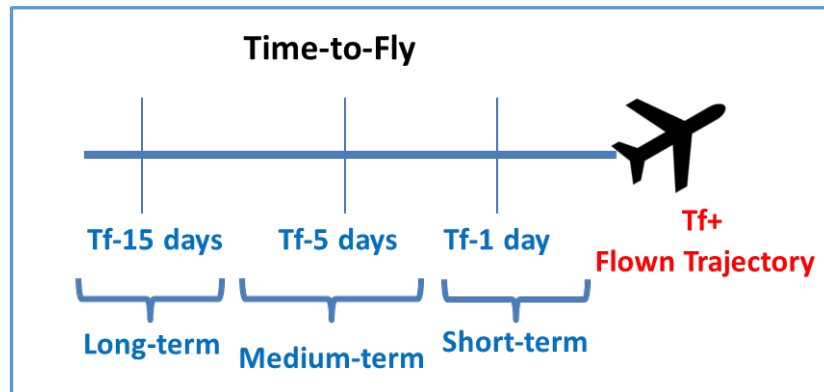 Time-to-Fly
Tf-15 days
Tf-5 days
Tf-1 day
Tf+
Flown Trajectory
Long-term
Medium-term
Short-term